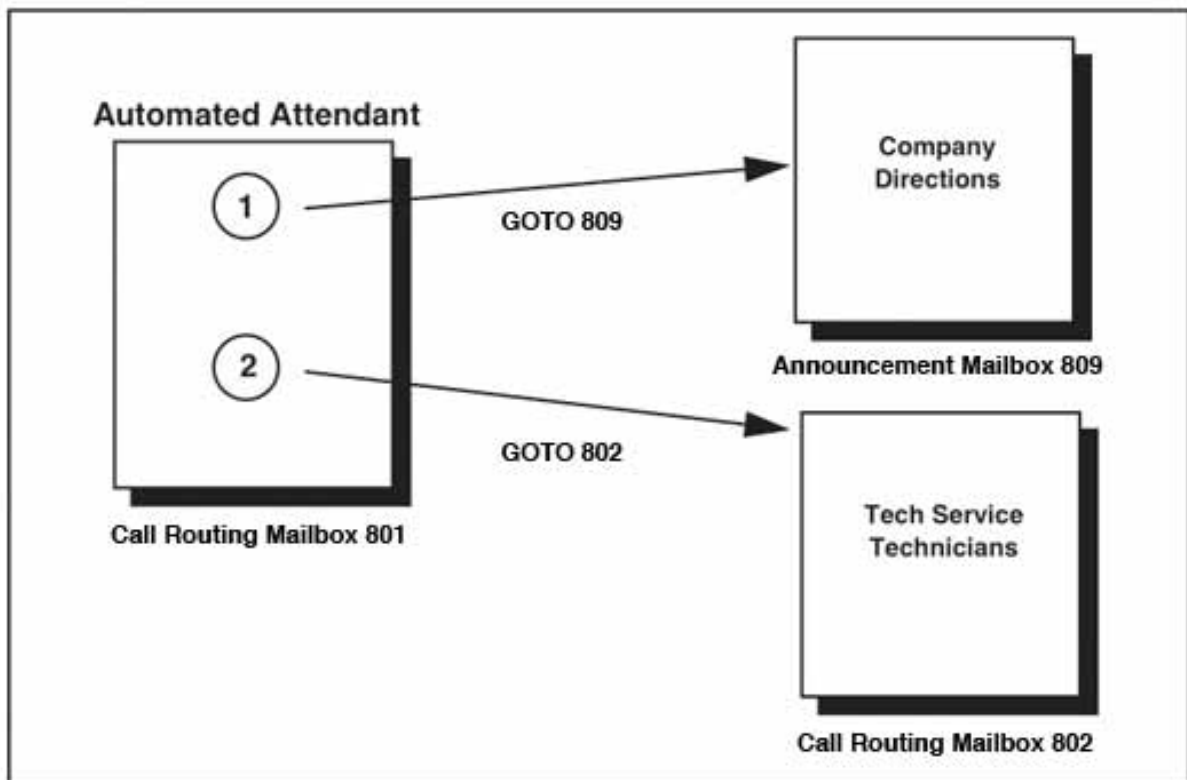 Automated Attendant
1
GOTO 809
2
GOTO 802
Call Routing Mailbox 801
Company
Directions
Announcement Mailbox 809
Tech Service
Technicians
Call Routing Mailbox 802